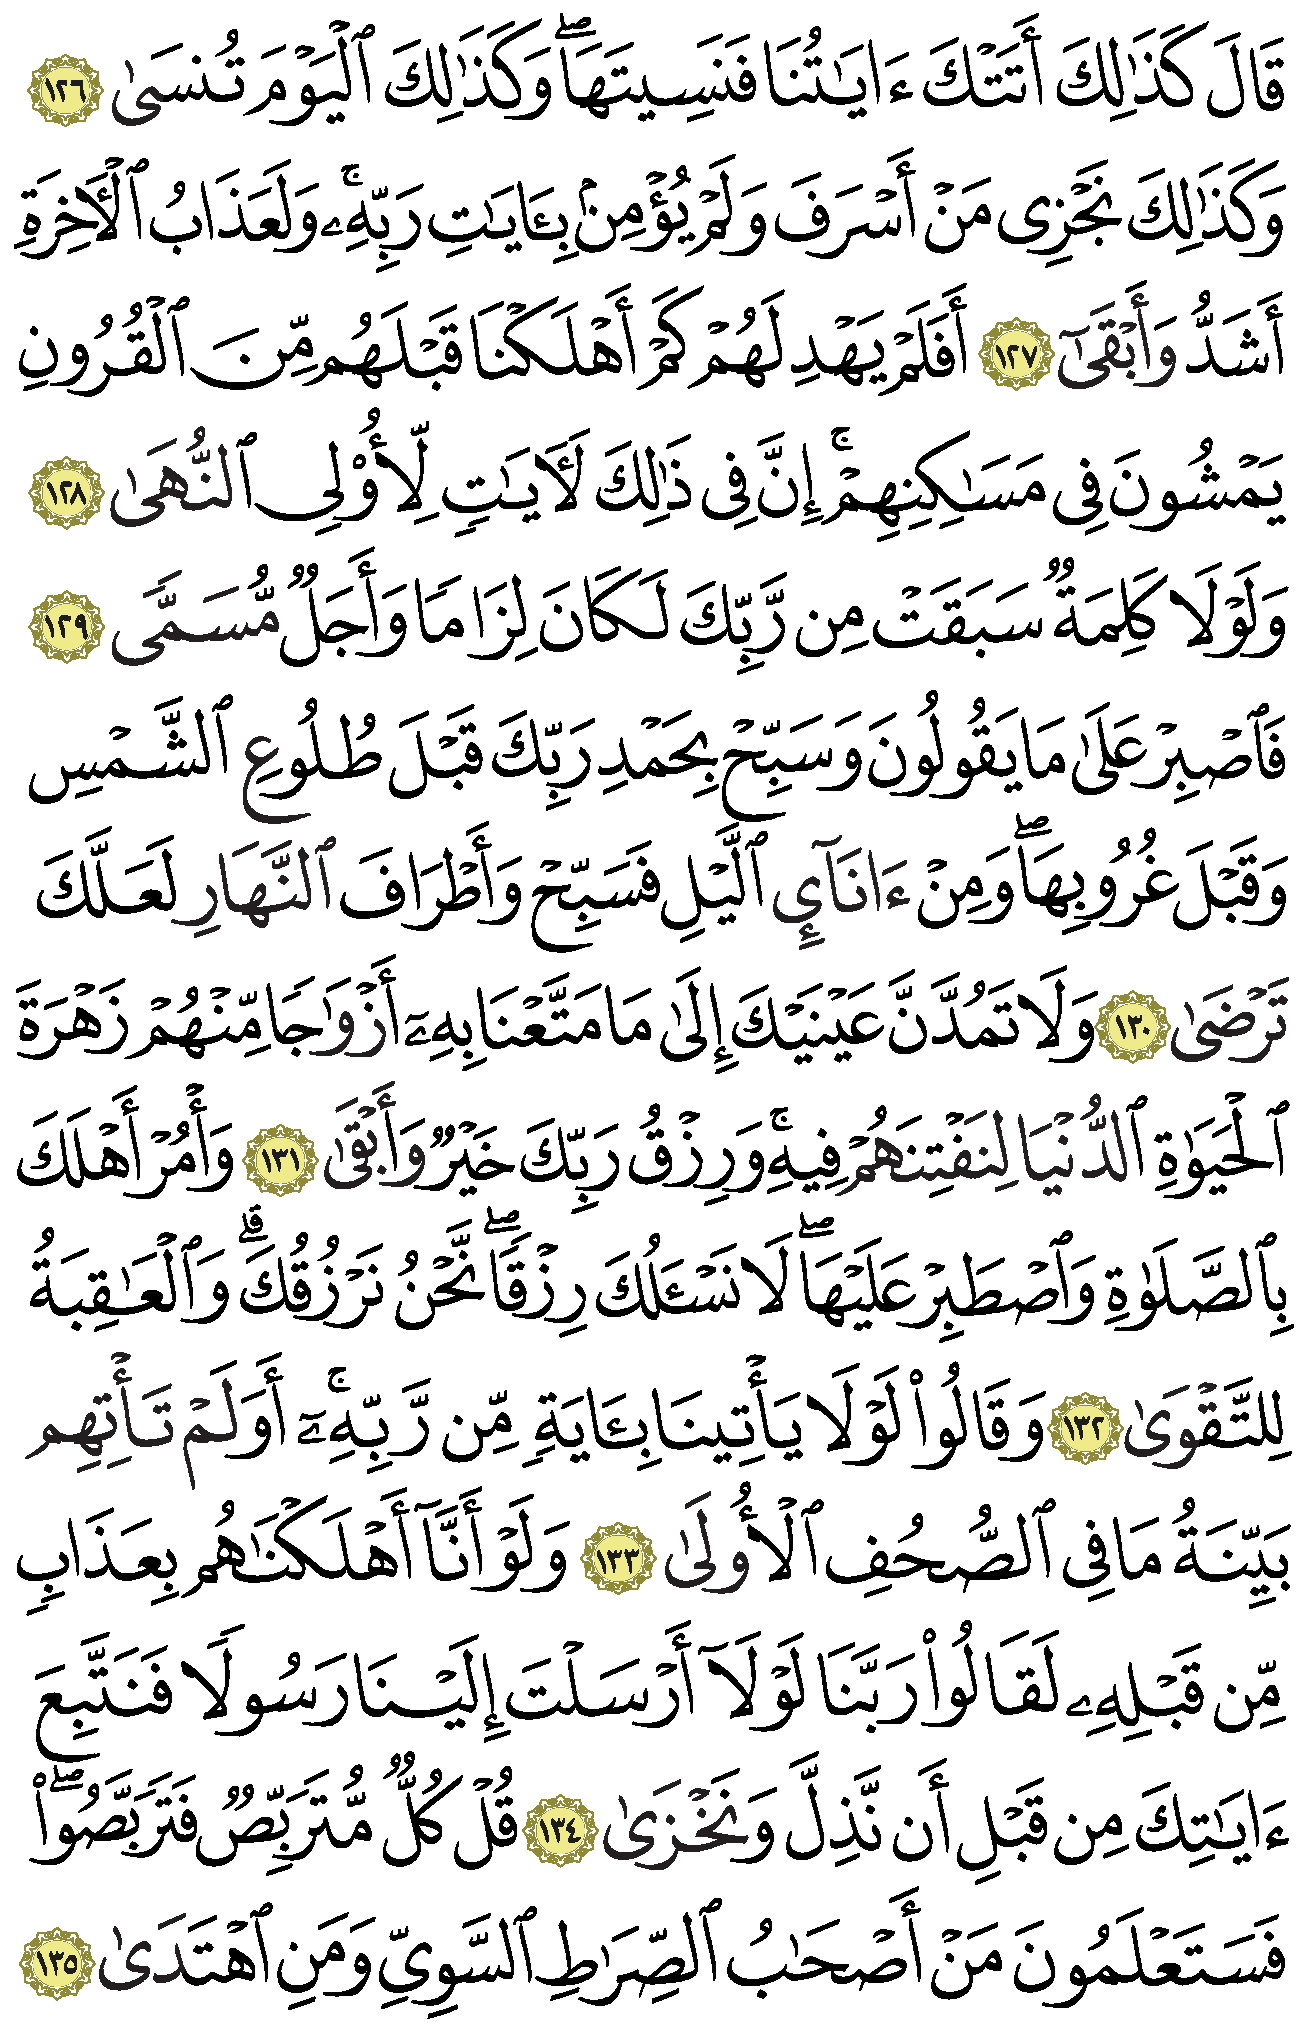 قَالَ كَذَٰلِكَ أَتَتۡكَ ءَايَٰتُنَا فَنَسِيتَهَاۖ وَكَذَٰلِكَ ٱلۡيَوۡمَ تُنسَىٰ ١٢٦
وَكَذَٰلِكَ نَجۡزِي مَنۡ أَسۡرَفَ وَلَمۡ يُؤۡمِنۢ بِـَٔايَٰتِ رَبِّهِۦۚ وَلَعَذَابُ ٱلۡأٓخِرَةِ
أَشَدُّ وَأَبۡقَىٰٓ ١٢٧ أَفَلَمۡ يَهۡدِ لَهُمۡ كَمۡ أَهۡلَكۡنَا قَبۡلَهُم مِّنَ ٱلۡقُرُونِ
يَمۡشُونَ فِي مَسَٰكِنِهِمۡۚ إِنَّ فِي ذَٰلِكَ لَأٓيَٰتٖ لِّأُوْلِي ٱلنُّهَىٰ ١٢٨
وَلَوۡلَا كَلِمَةٞ سَبَقَتۡ مِن رَّبِّكَ لَكَانَ لِزَامٗا وَأَجَلٞ مُّسَمّٗى ١٢٩
فَٱصۡبِرۡ عَلَىٰ مَا يَقُولُونَ وَسَبِّحۡ بِحَمۡدِ رَبِّكَ قَبۡلَ طُلُوعِ ٱلشَّمۡسِ
وَقَبۡلَ غُرُوبِهَاۖ وَمِنۡ ءَانَآيِٕ ٱلَّيۡلِ فَسَبِّحۡ وَأَطۡرَافَ ٱلنَّهَارِ لَعَلَّكَ
تَرۡضَىٰ ١٣٠ وَلَا تَمُدَّنَّ عَيۡنَيۡكَ إِلَىٰ مَا مَتَّعۡنَا بِهِۦٓ أَزۡوَٰجٗا مِّنۡهُمۡ زَهۡرَةَ
ٱلۡحَيَوٰةِ ٱلدُّنۡيَا لِنَفۡتِنَهُمۡ فِيهِۚ وَرِزۡقُ رَبِّكَ خَيۡرٞ وَأَبۡقَىٰ ١٣١ وَأۡمُرۡ أَهۡلَكَ
بِٱلصَّلَوٰةِ وَٱصۡطَبِرۡ عَلَيۡهَاۖ لَا نَسۡـَٔلُكَ رِزۡقٗاۖ نَّحۡنُ نَرۡزُقُكَۗ وَٱلۡعَٰقِبَةُ
لِلتَّقۡوَىٰ ١٣٢ وَقَالُواْ لَوۡلَا يَأۡتِينَا بِـَٔايَةٖ مِّن رَّبِّهِۦٓۚ أَوَلَمۡ تَأۡتِهِم
بَيِّنَةُ مَا فِي ٱلصُّحُفِ ٱلۡأُولَىٰ ١٣٣ وَلَوۡ أَنَّآ أَهۡلَكۡنَٰهُم بِعَذَابٖ
مِّن قَبۡلِهِۦ لَقَالُواْ رَبَّنَا لَوۡلَآ أَرۡسَلۡتَ إِلَيۡنَا رَسُولٗا فَنَتَّبِعَ
ءَايَٰتِكَ مِن قَبۡلِ أَن نَّذِلَّ وَنَخۡزَىٰ ١٣٤ قُلۡ كُلّٞ مُّتَرَبِّصٞ فَتَرَبَّصُواْۖ
فَسَتَعۡلَمُونَ مَنۡ أَصۡحَٰبُ ٱلصِّرَٰطِ ٱلسَّوِيِّ وَمَنِ ٱهۡتَدَىٰ ١٣٥